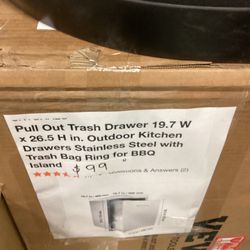 Pull Out Trash Drawer 19.7 W
x 26.5 H in. Outdoor Kitchen
Drawers Stainless Steel with
Trash Bag Ring for BBQ
Island
$99
& Answers (2)
VE